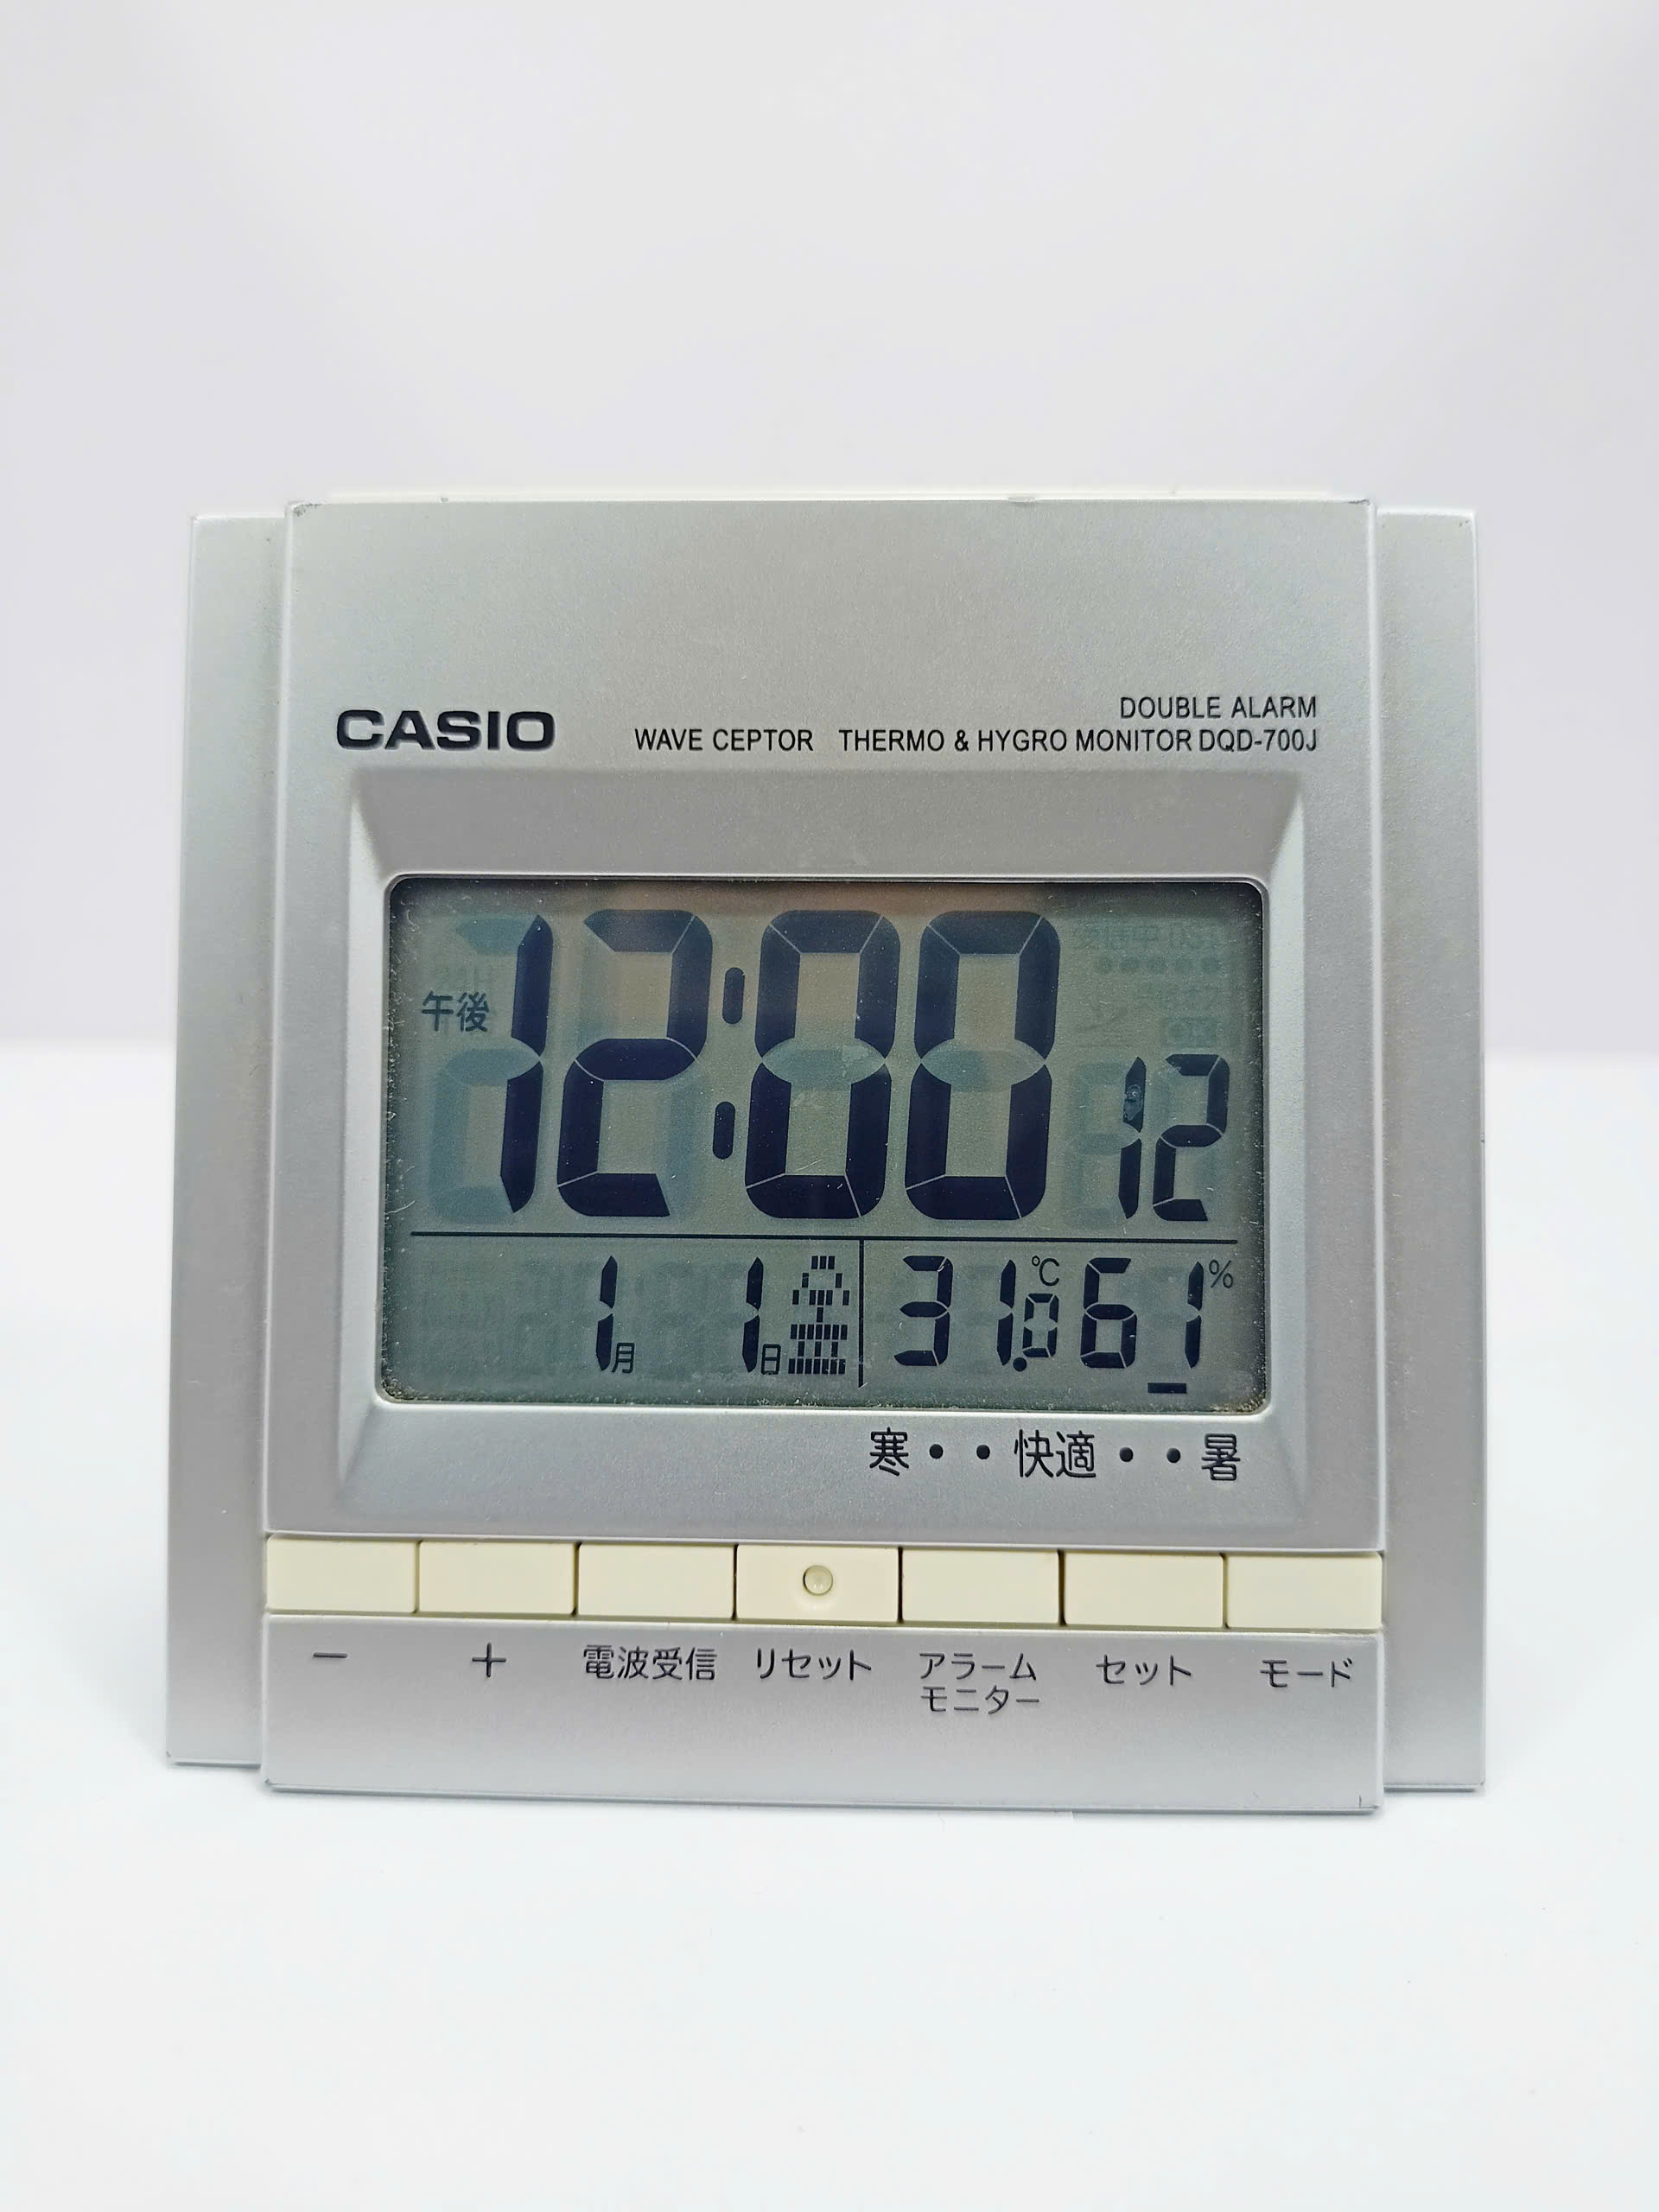 CASIO
DOUBLE ALARM
WAVE CEPTOR THERMO & HYGRO MONITOR DQD-700J
午後 12:00 12
1月 1日 金 31.0℃ 61%
寒・・快適・・暑
− + 電波受信 リセット アラームモニター セット モード